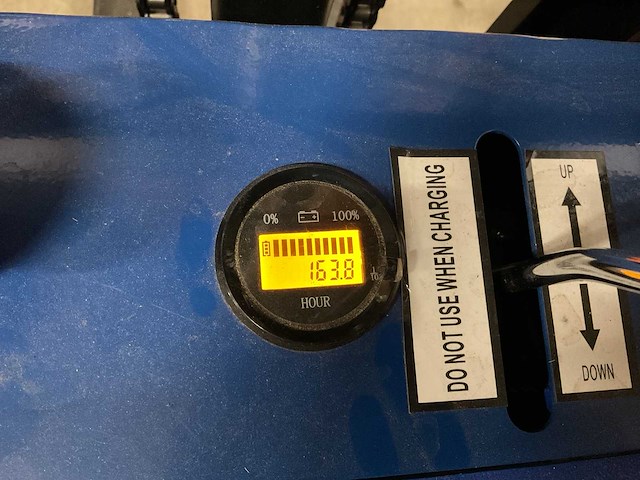 0% 100%
163.8
HOUR
DO NOT USE WHEN CHARGING
UP
DOWN